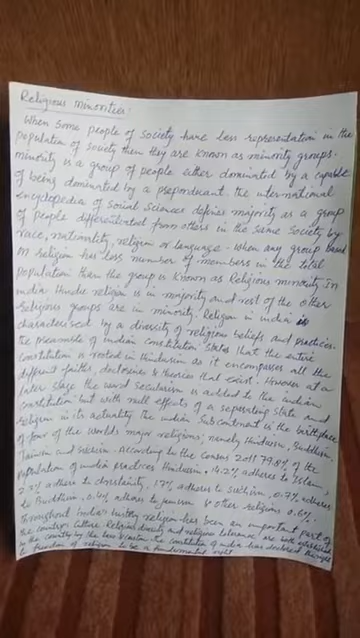 Religious minorities
When some people of society have less representation in the
population of society then they are known as minority groups.
minority is a group of people either dominated by a capable
of being dominated by a preponduant. the international
encyclopedia of social sciences defines majority as a group
of people differentiated from others in the same society by
race, nationality, religion or language. When any group based
on religion has less number of members in the total
population than the group is known as Religious minority. In
india Hindu religion is in majority and rest of the other
religious groups are in minority. Religion in india is
characterised by a diversity of religious beliefs and practices.
the preamble of indian constitution states that the entire
constitution is rooted in Hinduism as it encompasses all the
different faiths, doctrines & theories that exist. However at a
later stage the word secularism is added to the indian
constitution but with null effects of a separating state and
religion in its actuality the indian Subcontinent is the birthplace
of four of the worlds major religions, namely Hinduism, Buddhism,
Jainism and Sikhism. According to the Census 2011 79.8% of the
population of india practices Hinduism, 14.2% adheres to Islam,
2.3% adhere to christianity, 1.7% adheres to Sikhism, 0.7% adheres
to Buddhism, 0.4% adheres to jainism & other religions 0.6%.
throughout india's history religion has been an important part of
the country's culture. Religious diversity and religious tolerance are both established
in the country by the law & custom. the constitution of india has declared the right
to freedom of religion to be a fundamental right